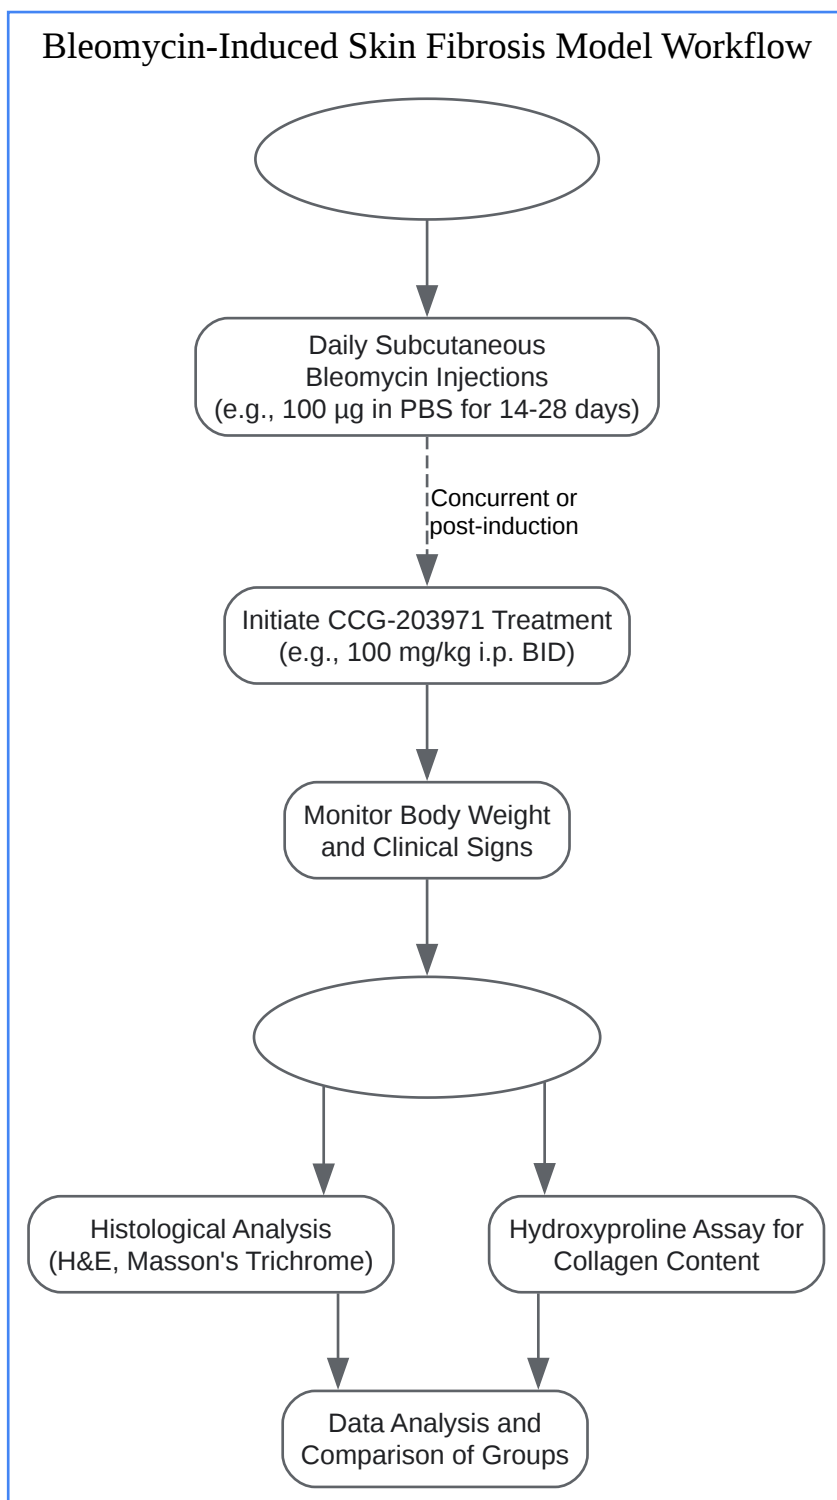 Bleomycin-Induced Skin Fibrosis Model Workflow
Daily Subcutaneous
Bleomycin Injections
(e.g., 100 µg in PBS for 14-28 days)
Concurrent or
post-induction
Initiate CCG-203971 Treatment
(e.g., 100 mg/kg i.p. BID)
Monitor Body Weight
and Clinical Signs
Histological Analysis
(H&E, Masson's Trichrome)
Hydroxyproline Assay for
Collagen Content
Data Analysis and
Comparison of Groups